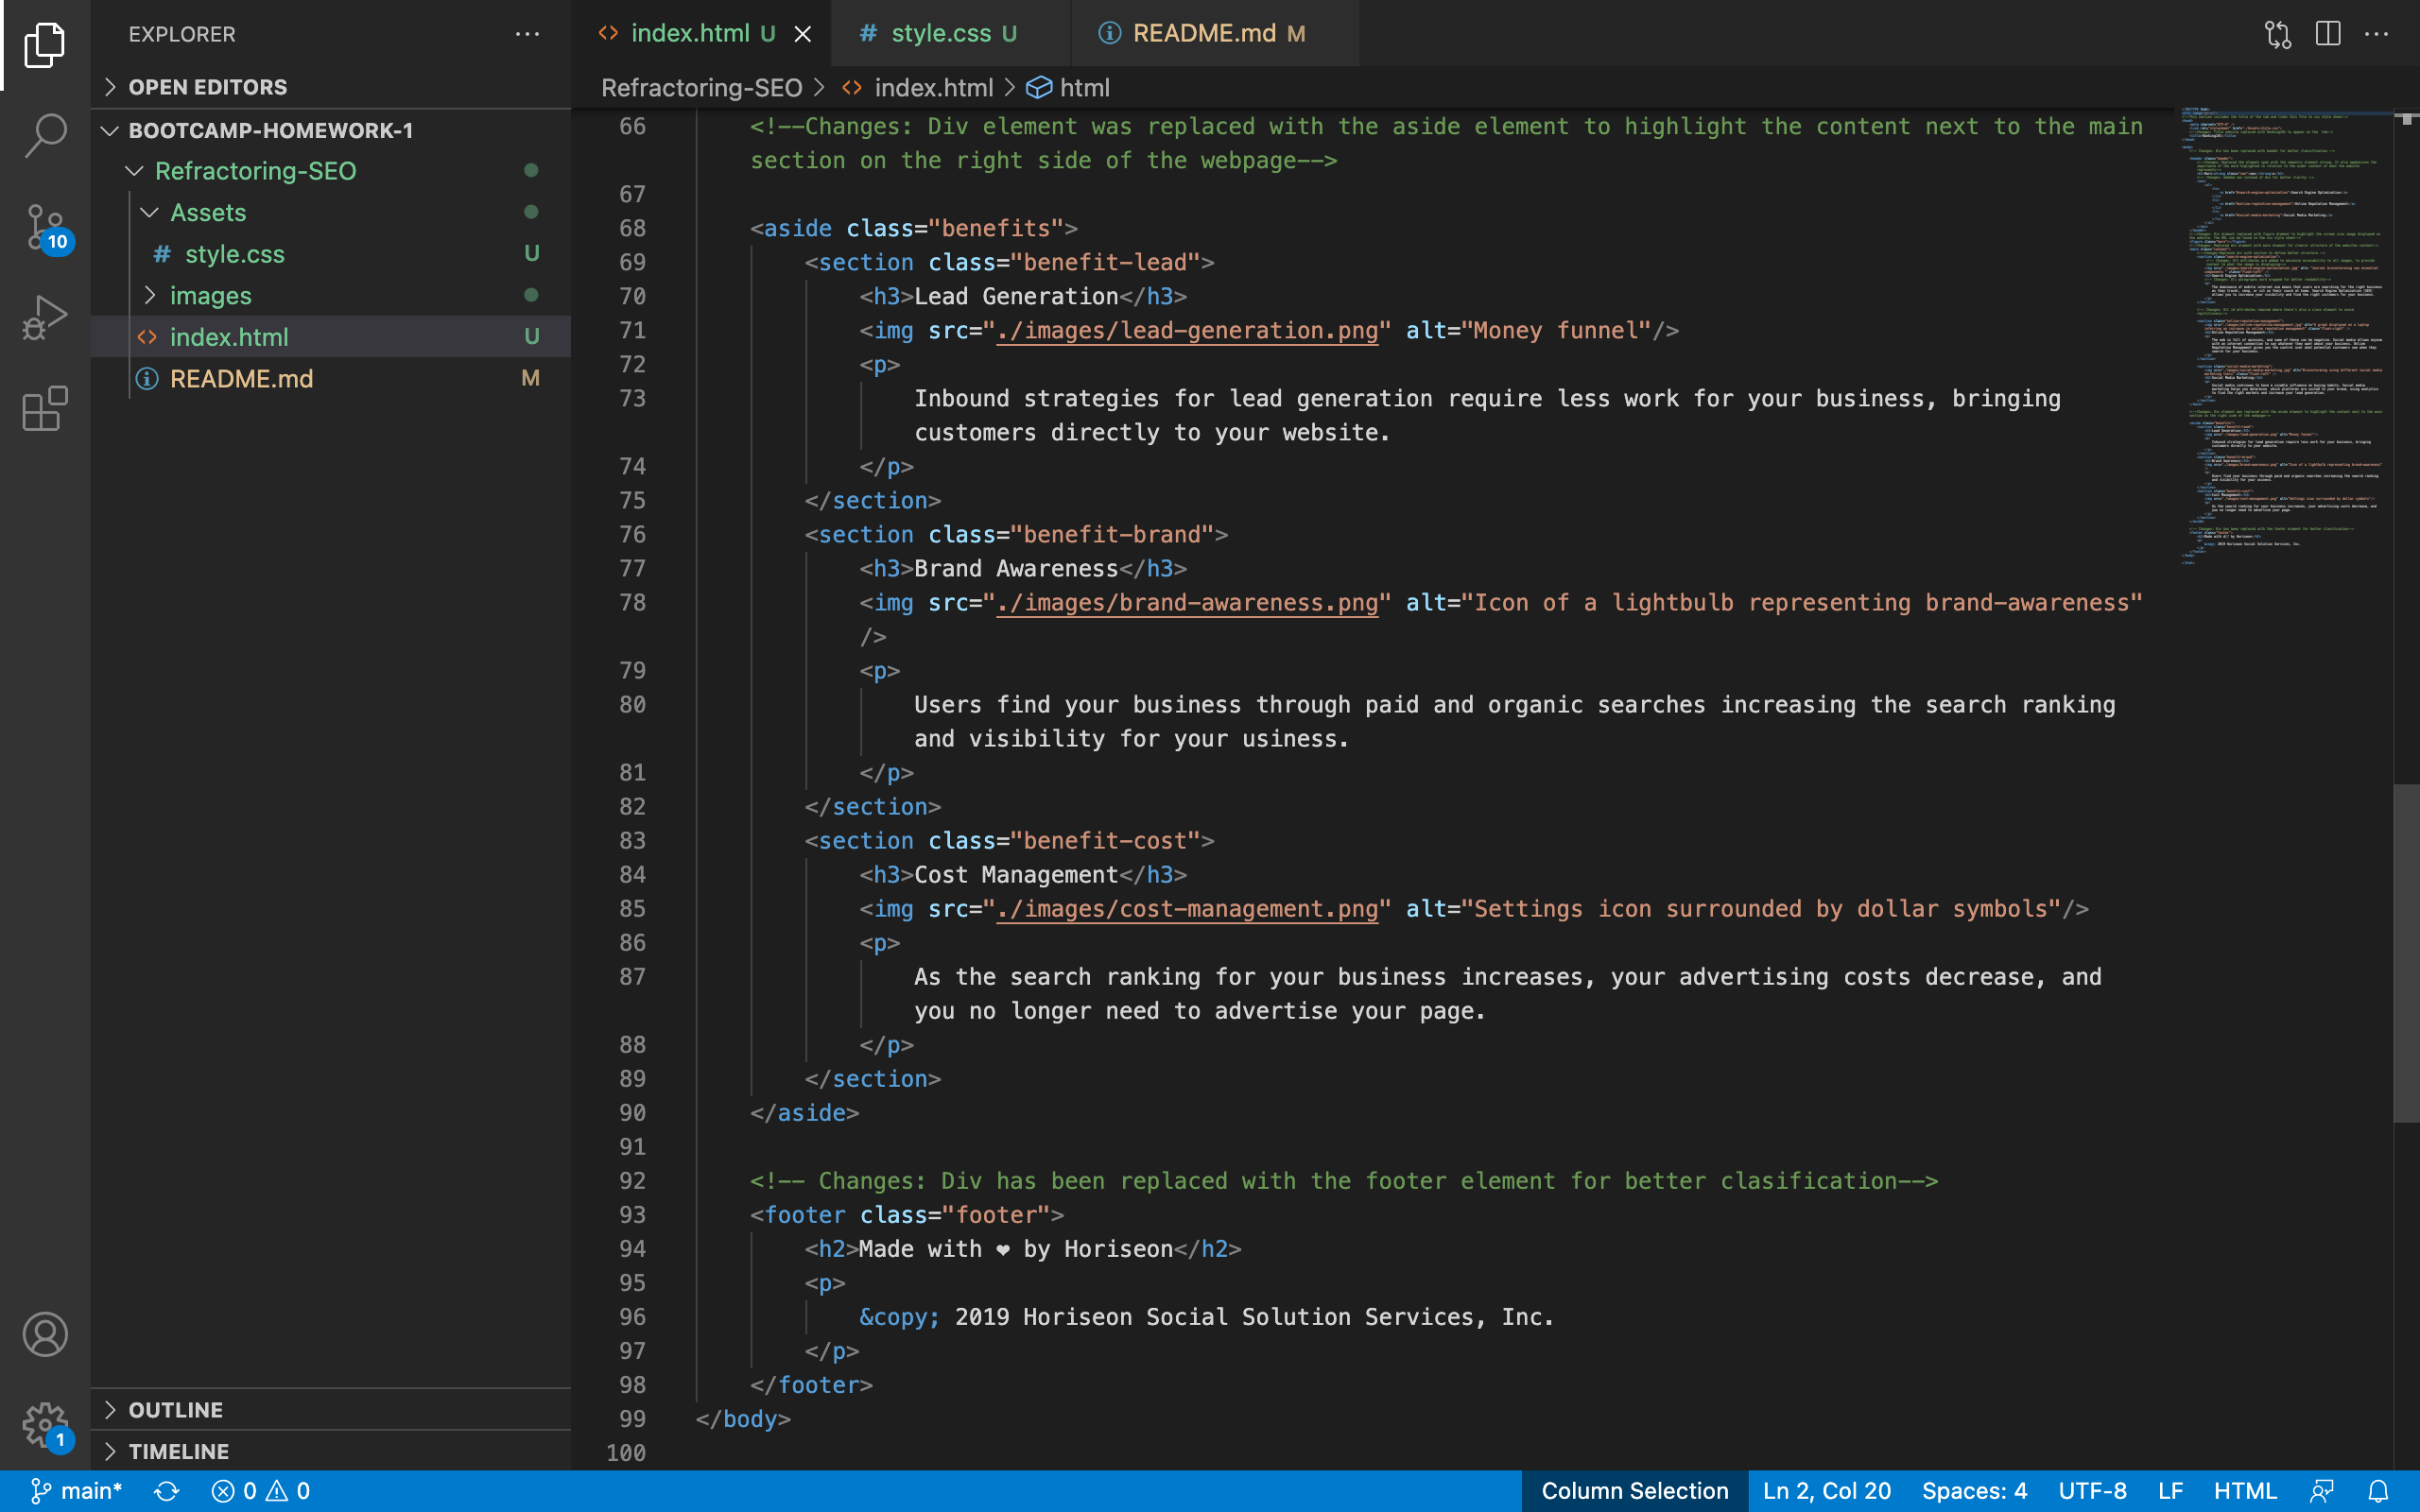 EXPLORER
index.html U
# style.css U
README.md M
OPEN EDITORS
Refractoring-SEO > <> index.html > html
BOOTCAMP-HOMEWORK-1
Refractoring-SEO
Assets
# style.css U
images
<> index.html U
README.md M
10
66 <!--Changes: Div element was replaced with the aside element to highlight the content next to the main
section on the right side of the webpage-->
67
68 <aside class="benefits">
69 <section class="benefit-lead">
70 <h3>Lead Generation</h3>
71 <img src="./images/lead-generation.png" alt="Money funnel"/>
72 <p>
73 Inbound strategies for lead generation require less work for your business, bringing
customers directly to your website.
74 </p>
75 </section>
76 <section class="benefit-brand">
77 <h3>Brand Awareness</h3>
78 <img src="./images/brand-awareness.png" alt="Icon of a lightbulb representing brand-awareness"
/>
79 <p>
80 Users find your business through paid and organic searches increasing the search ranking
and visibility for your usiness.
81 </p>
82 </section>
83 <section class="benefit-cost">
84 <h3>Cost Management</h3>
85 <img src="./images/cost-management.png" alt="Settings icon surrounded by dollar symbols"/>
86 <p>
87 As the search ranking for your business increases, your advertising costs decrease, and
you no longer need to advertise your page.
88 </p>
89 </section>
90 </aside>
91
92 <!-- Changes: Div has been replaced with the footer element for better clasification-->
93 <footer class="footer">
94 <h2>Made with ❤ by Horiseon</h2>
95 <p>
96 &copy; 2019 Horiseon Social Solution Services, Inc.
97 </p>
98 </footer>
99 </body>
100
OUTLINE
TIMELINE
1
main* 0 0 Column Selection Ln 2, Col 20 Spaces: 4 UTF-8 LF HTML